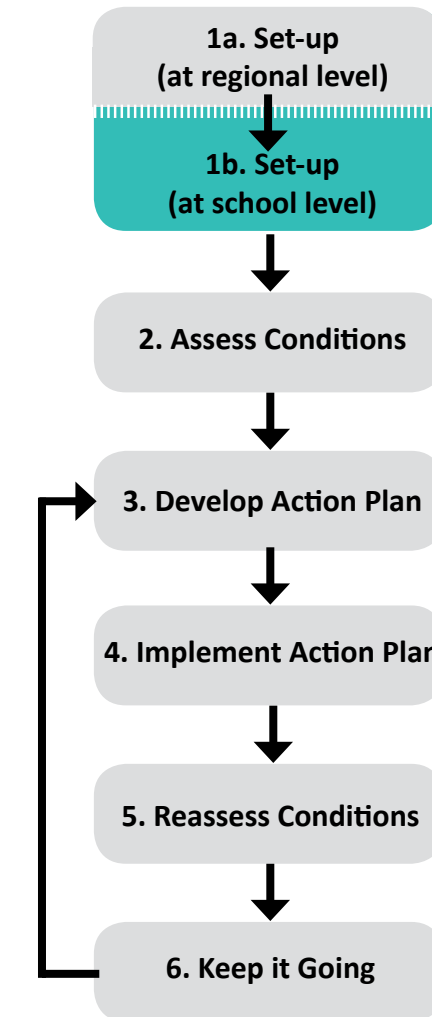 1a. Set-up
(at regional level)
1b. Set-up
(at school level)
2. Assess Conditions
3. Develop Action Plan
4. Implement Action Plan
5. Reassess Conditions
6. Keep it Going